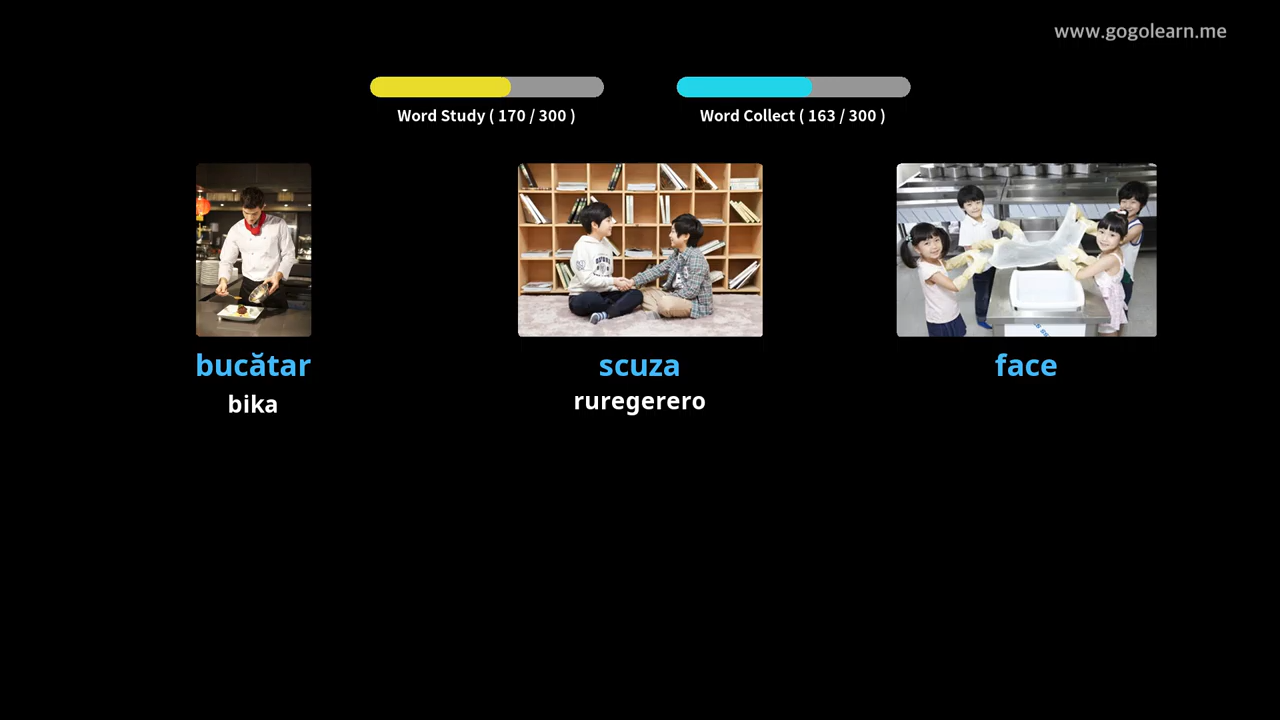 www.gogolearn.me
Word Study ( 170 / 300 )
Word Collect ( 163 / 300 )
bucătar
scuza
face
bika
ruregerero